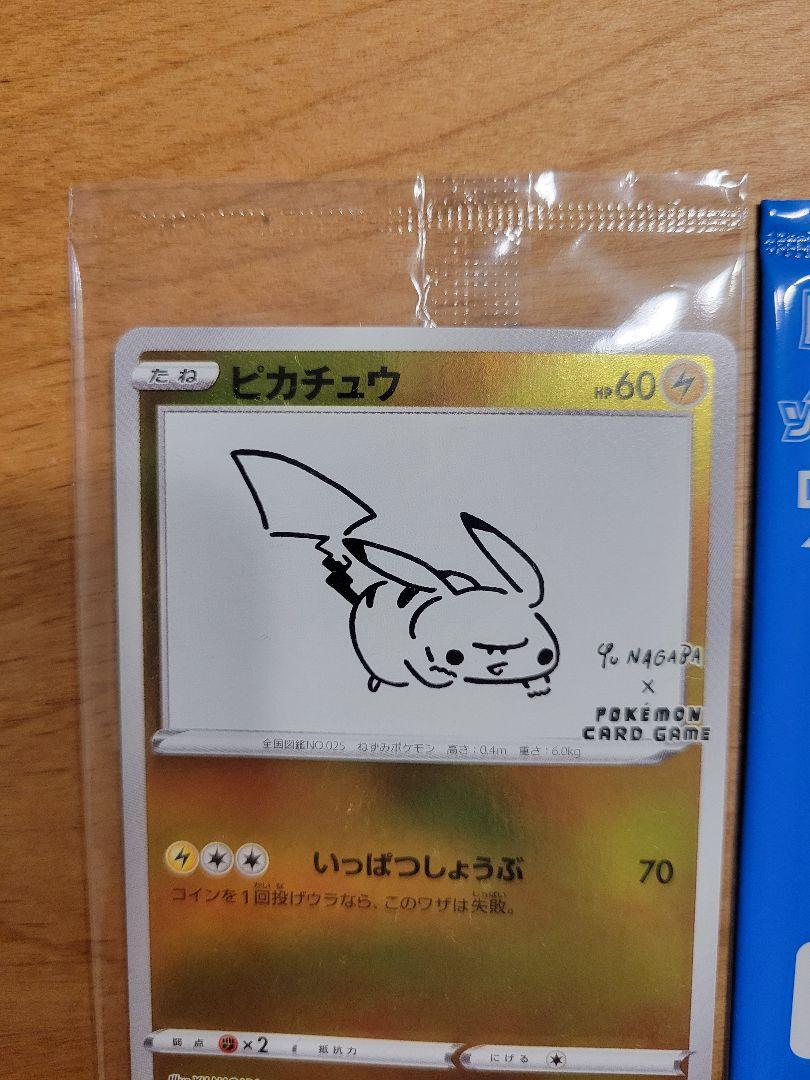 たね ピカチュウ HP60
YU NAGABA
×
POKÉMON
CARD GAME
全国図鑑NO.025 ねずみポケモン 高さ:0.4m 重さ:6.0kg
いっぱつしょうぶ 70
コインを1回投げウラなら、このワザは失敗。
弱点 ×2 抵抗力 にげる